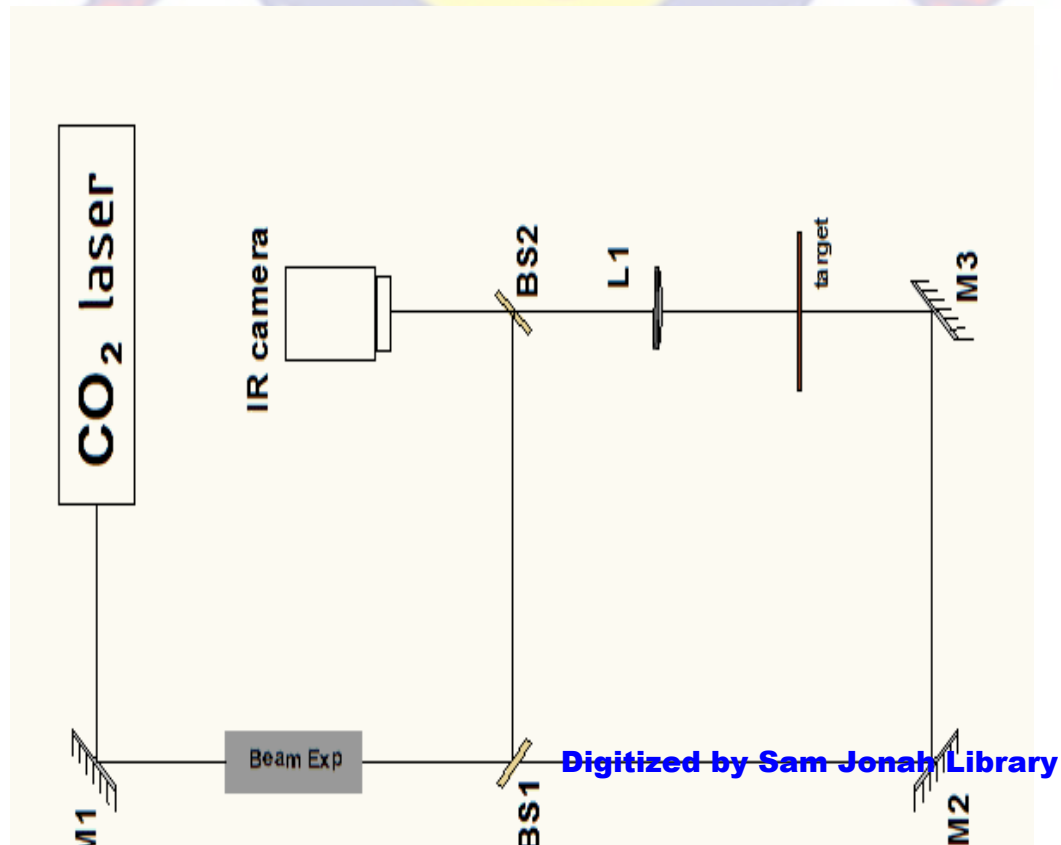 CO₂ laser
IR camera
BS2
L1
target
M3
Beam Exp
Digitized by Sam Jonah Library
M1
BS1
M2